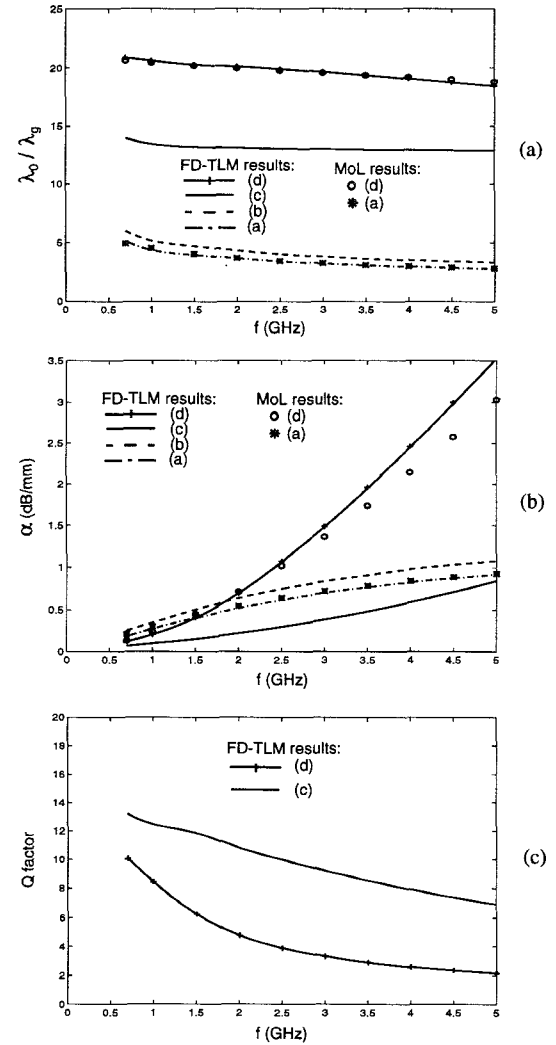 25
20
15
10
5
0
λ₀ / λg
FD-TLM results:
(d)
(c)
(b)
(a)
MoL results:
(d)
(a)
0 0.5 1 1.5 2 2.5 3 3.5 4 4.5 5
f (GHz)
(a)
3.5
3
2.5
2
1.5
1
0.5
0
α (dB/mm)
FD-TLM results:
(d)
(c)
(b)
(a)
MoL results:
(d)
(a)
0 0.5 1 1.5 2 2.5 3 3.5 4 4.5 5
f (GHz)
(b)
20
18
16
14
12
10
8
6
4
2
0
Q factor
FD-TLM results:
(d)
(c)
0 0.5 1 1.5 2 2.5 3 3.5 4 4.5 5
f (GHz)
(c)